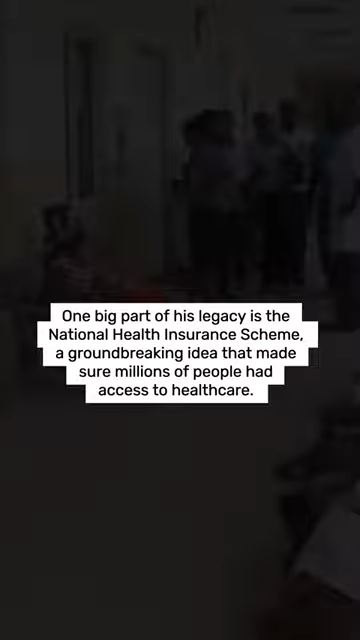 One big part of his legacy is the
National Health Insurance Scheme,
a groundbreaking idea that made
sure millions of people had
access to healthcare.